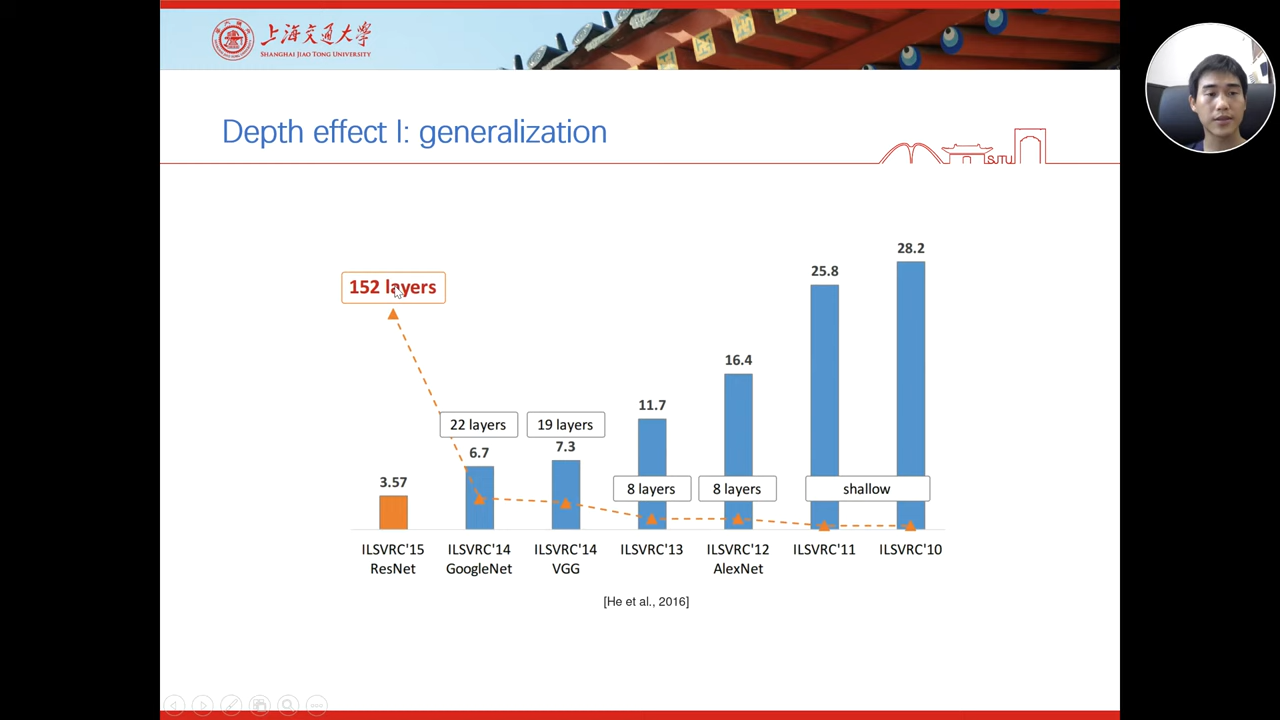 上海交通大学
SHANGHAI JIAO TONG UNIVERSITY
Depth effect I: generalization
28.2
25.8
152 layers
16.4
11.7
22 layers
19 layers
6.7
7.3
3.57
8 layers
8 layers
shallow
ILSVRC'15
ResNet
ILSVRC'14
GoogleNet
ILSVRC'14
VGG
ILSVRC'13
ILSVRC'12
AlexNet
ILSVRC'11
ILSVRC'10
[He et al., 2016]